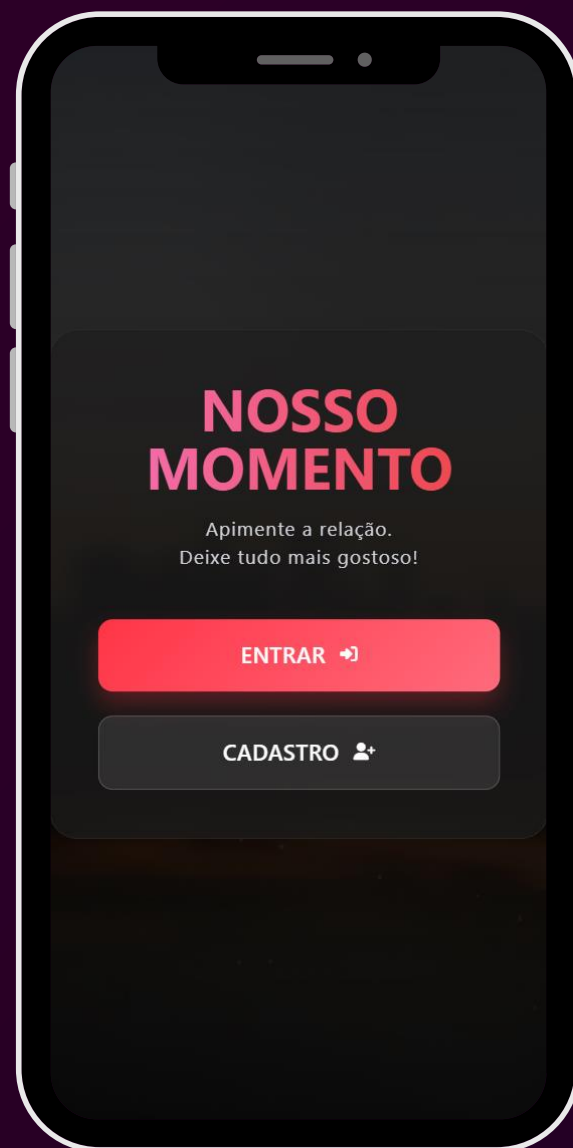 NOSSO
MOMENTO
Apimente a relação.
Deixe tudo mais gostoso!
ENTRAR
CADASTRO